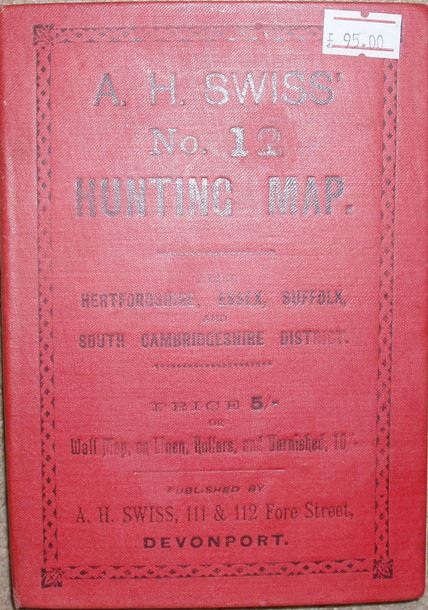 £ 95.00
A. H. SWISS'
No. 12
HUNTING MAP.
HERTFORDSHIRE, ESSEX, SUFFOLK,
AND
SOUTH CAMBRIDGESHIRE DISTRICT.
PRICE 5/-
OR
Wall Map, on Linen, Rollers, and Varnished, 10/-
PUBLISHED BY
A. H. SWISS, 111 & 112 Fore Street,
DEVONPORT.